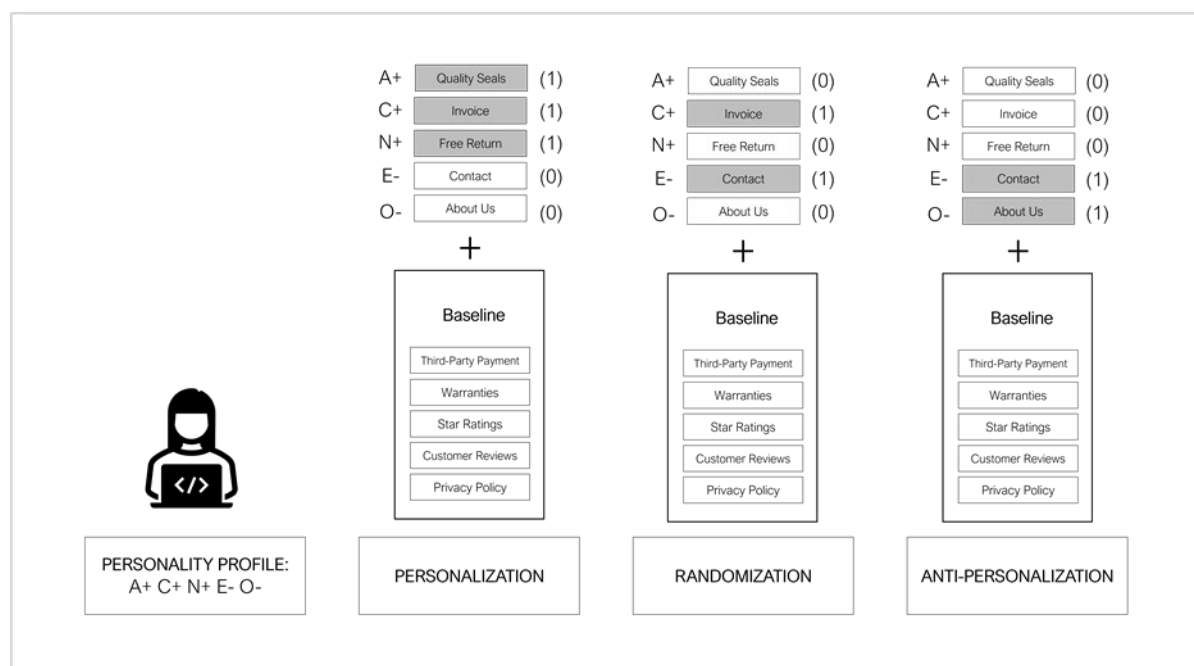 A+ Quality Seals (1)
C+ Invoice (1)
N+ Free Return (1)
E- Contact (0)
O- About Us (0)
+
Baseline
Third-Party Payment
Warranties
Star Ratings
Customer Reviews
Privacy Policy
PERSONALIZATION
A+ Quality Seals (0)
C+ Invoice (1)
N+ Free Return (0)
E- Contact (1)
O- About Us (0)
+
Baseline
Third-Party Payment
Warranties
Star Ratings
Customer Reviews
Privacy Policy
RANDOMIZATION
A+ Quality Seals (0)
C+ Invoice (0)
N+ Free Return (0)
E- Contact (1)
O- About Us (1)
+
Baseline
Third-Party Payment
Warranties
Star Ratings
Customer Reviews
Privacy Policy
ANTI-PERSONALIZATION
</>
PERSONALITY PROFILE:
A+ C+ N+ E- O-